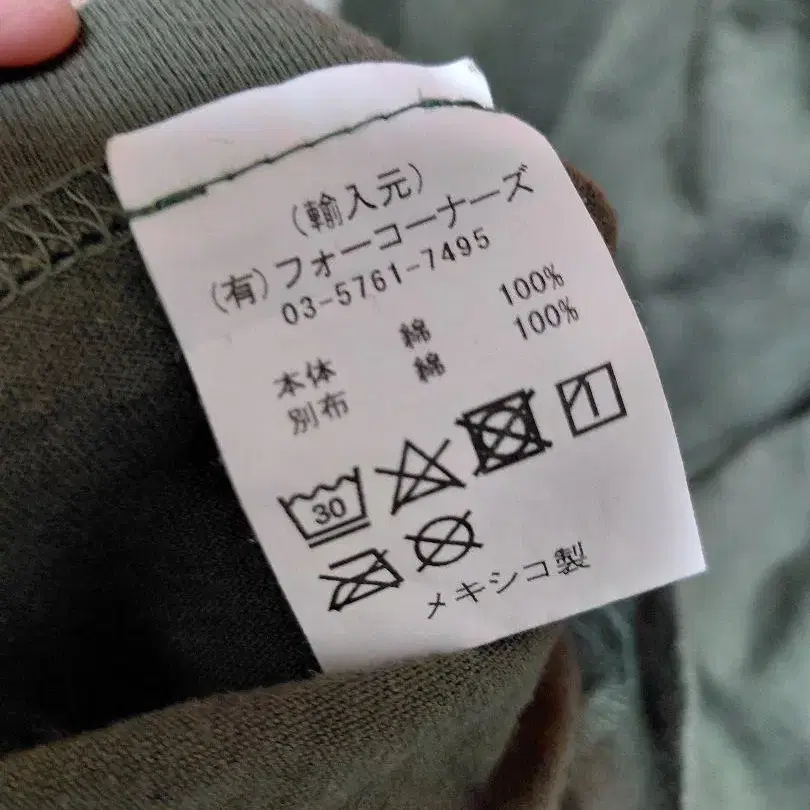 (輸入元)
(有)フォーコーナーズ
03-5761-7495
本体 綿 100%
別布 綿 100%
30
メキシコ製